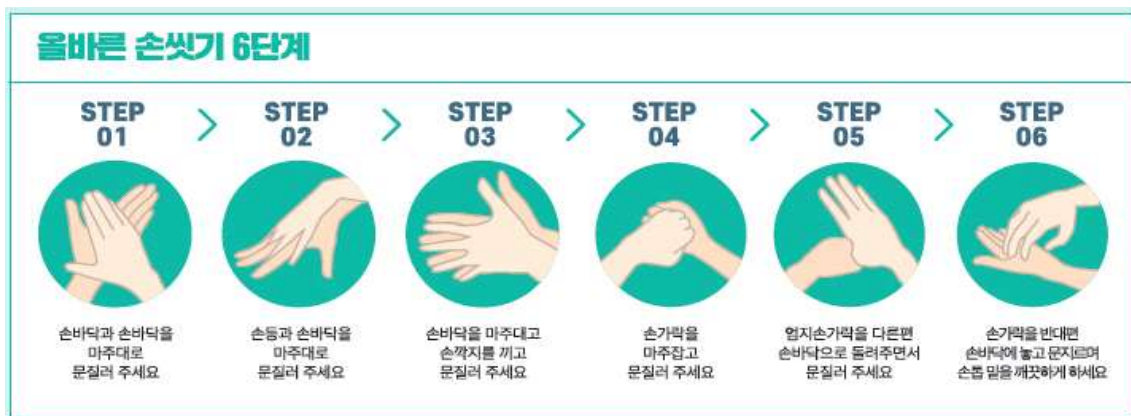 올바른 손씻기 6단계
STEP
01
STEP
02
STEP
03
STEP
04
STEP
05
STEP
06
손바닥과 손바닥을
마주대로
문질러 주세요
손등과 손바닥을
마주대로
문질러 주세요
손바닥을 마주대고
손깍지를 끼고
문질러 주세요
손가락을
마주잡고
문질러 주세요
엄지손가락을 다른편
손바닥으로 돌려주면서
문질러 주세요
손가락을 반대편
손바닥에 놓고 문지르며
손톱 밑을 깨끗하게 하세요